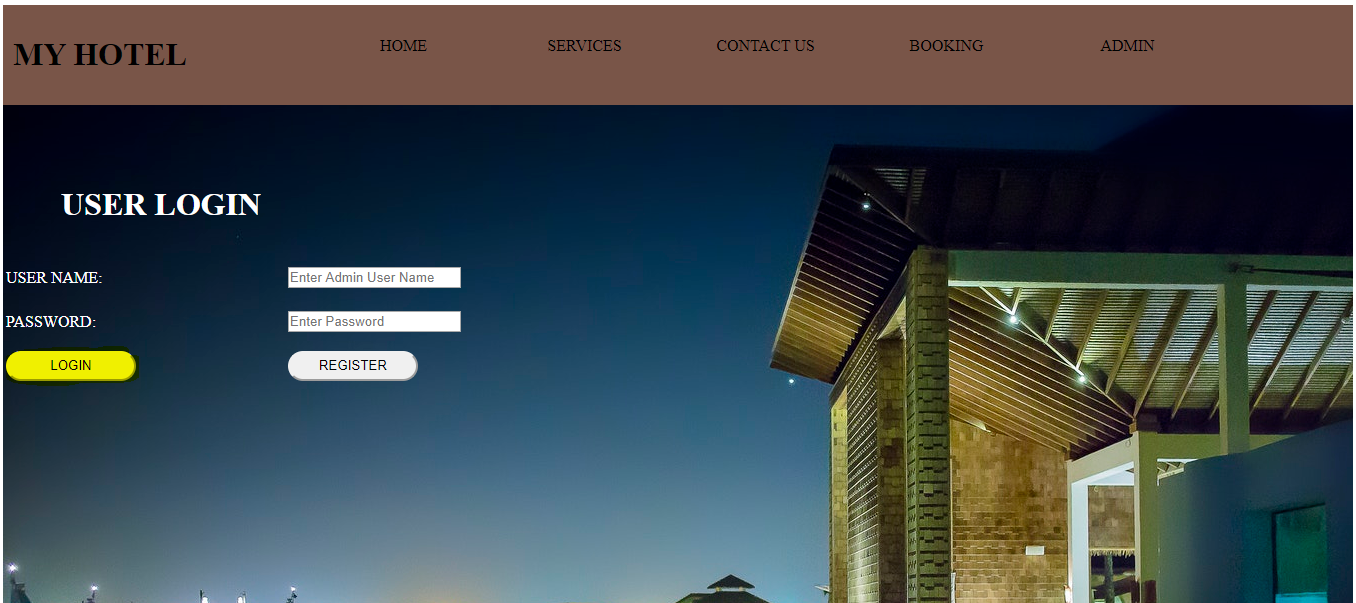 MY HOTEL
HOME SERVICES CONTACT US BOOKING ADMIN
USER LOGIN
USER NAME: Enter Admin User Name
PASSWORD: Enter Password
LOGIN REGISTER